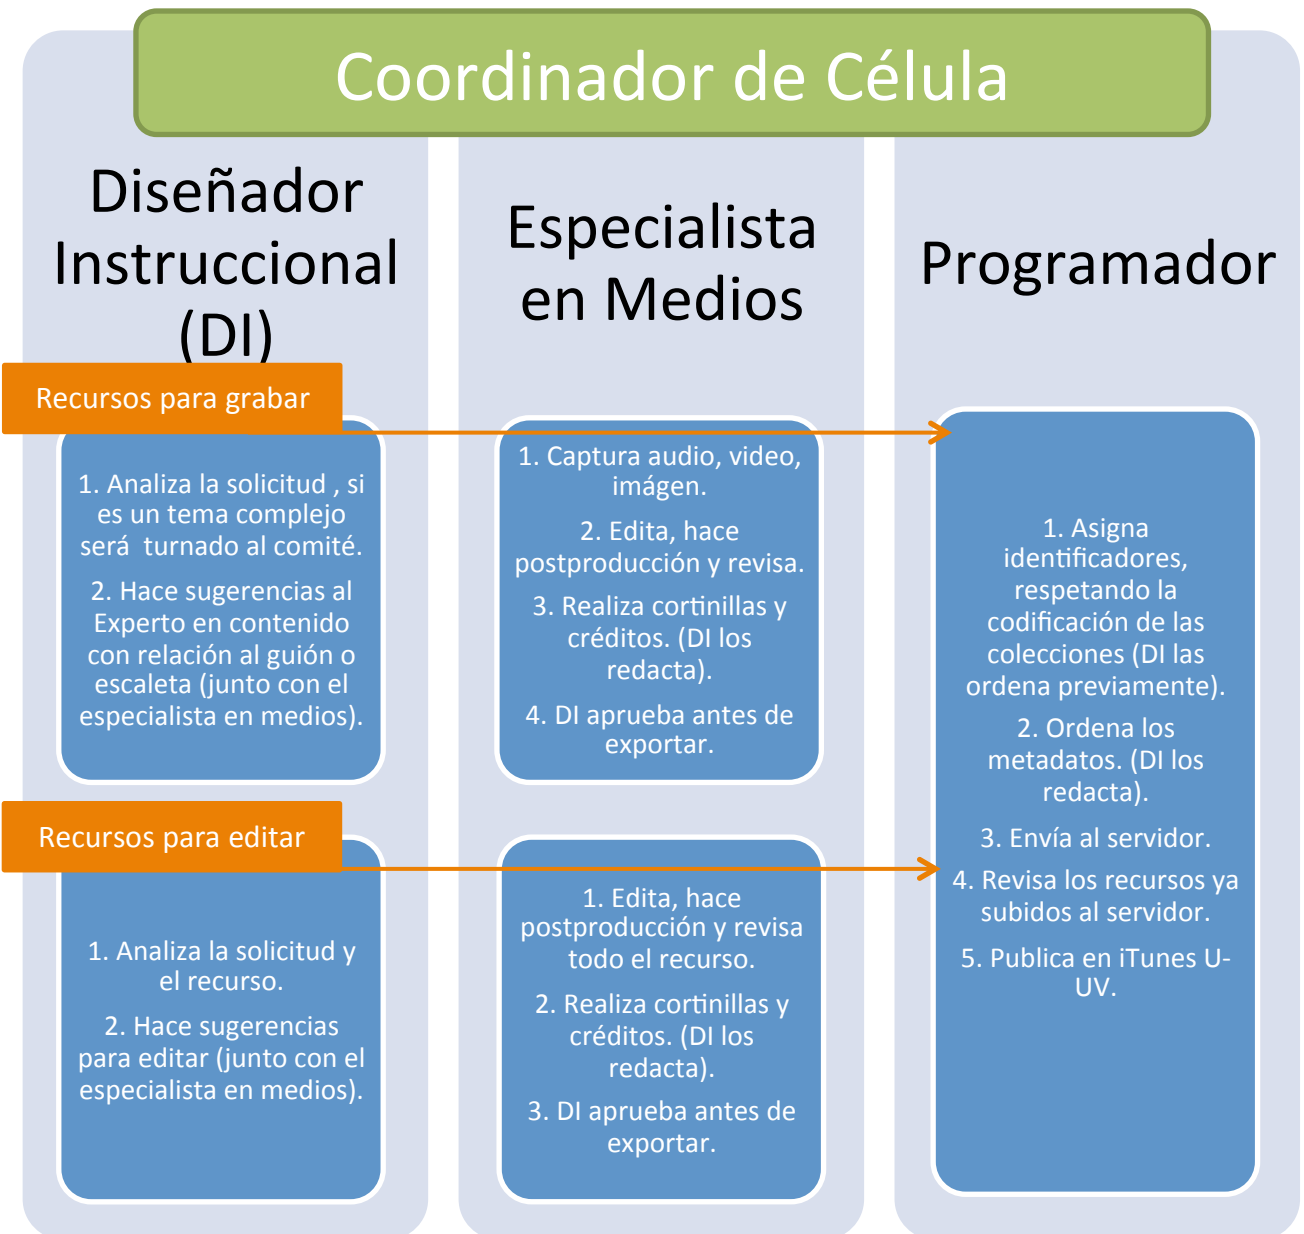 Coordinador de Célula
Diseñador
Instruccional
(DI)
Especialista
en Medios
Programador
Recursos para grabar
1. Analiza la solicitud , si
es un tema complejo
será  turnado al comité.
2. Hace sugerencias al
Experto en contenido
con relación al guión o
escaleta (junto con el
especialista en medios).
1. Captura audio, video,
imágen.
2. Edita, hace
postproducción y revisa.
3. Realiza cortinillas y
créditos. (DI los
redacta).
4. DI aprueba antes de
exportar.
Recursos para editar
1. Analiza la solicitud y
el recurso.
2. Hace sugerencias
para editar (junto con el
especialista en medios).
1. Edita, hace
postproducción y revisa
todo el recurso.
2. Realiza cortinillas y
créditos. (DI los
redacta).
3. DI aprueba antes de
exportar.
1. Asigna
identificadores,
respetando la
codificación de las
colecciones (DI las
ordena previamente).
2. Ordena los
metadatos. (DI los
redacta).
3. Envía al servidor.
4. Revisa los recursos ya
subidos al servidor.
5. Publica en iTunes U-
UV.